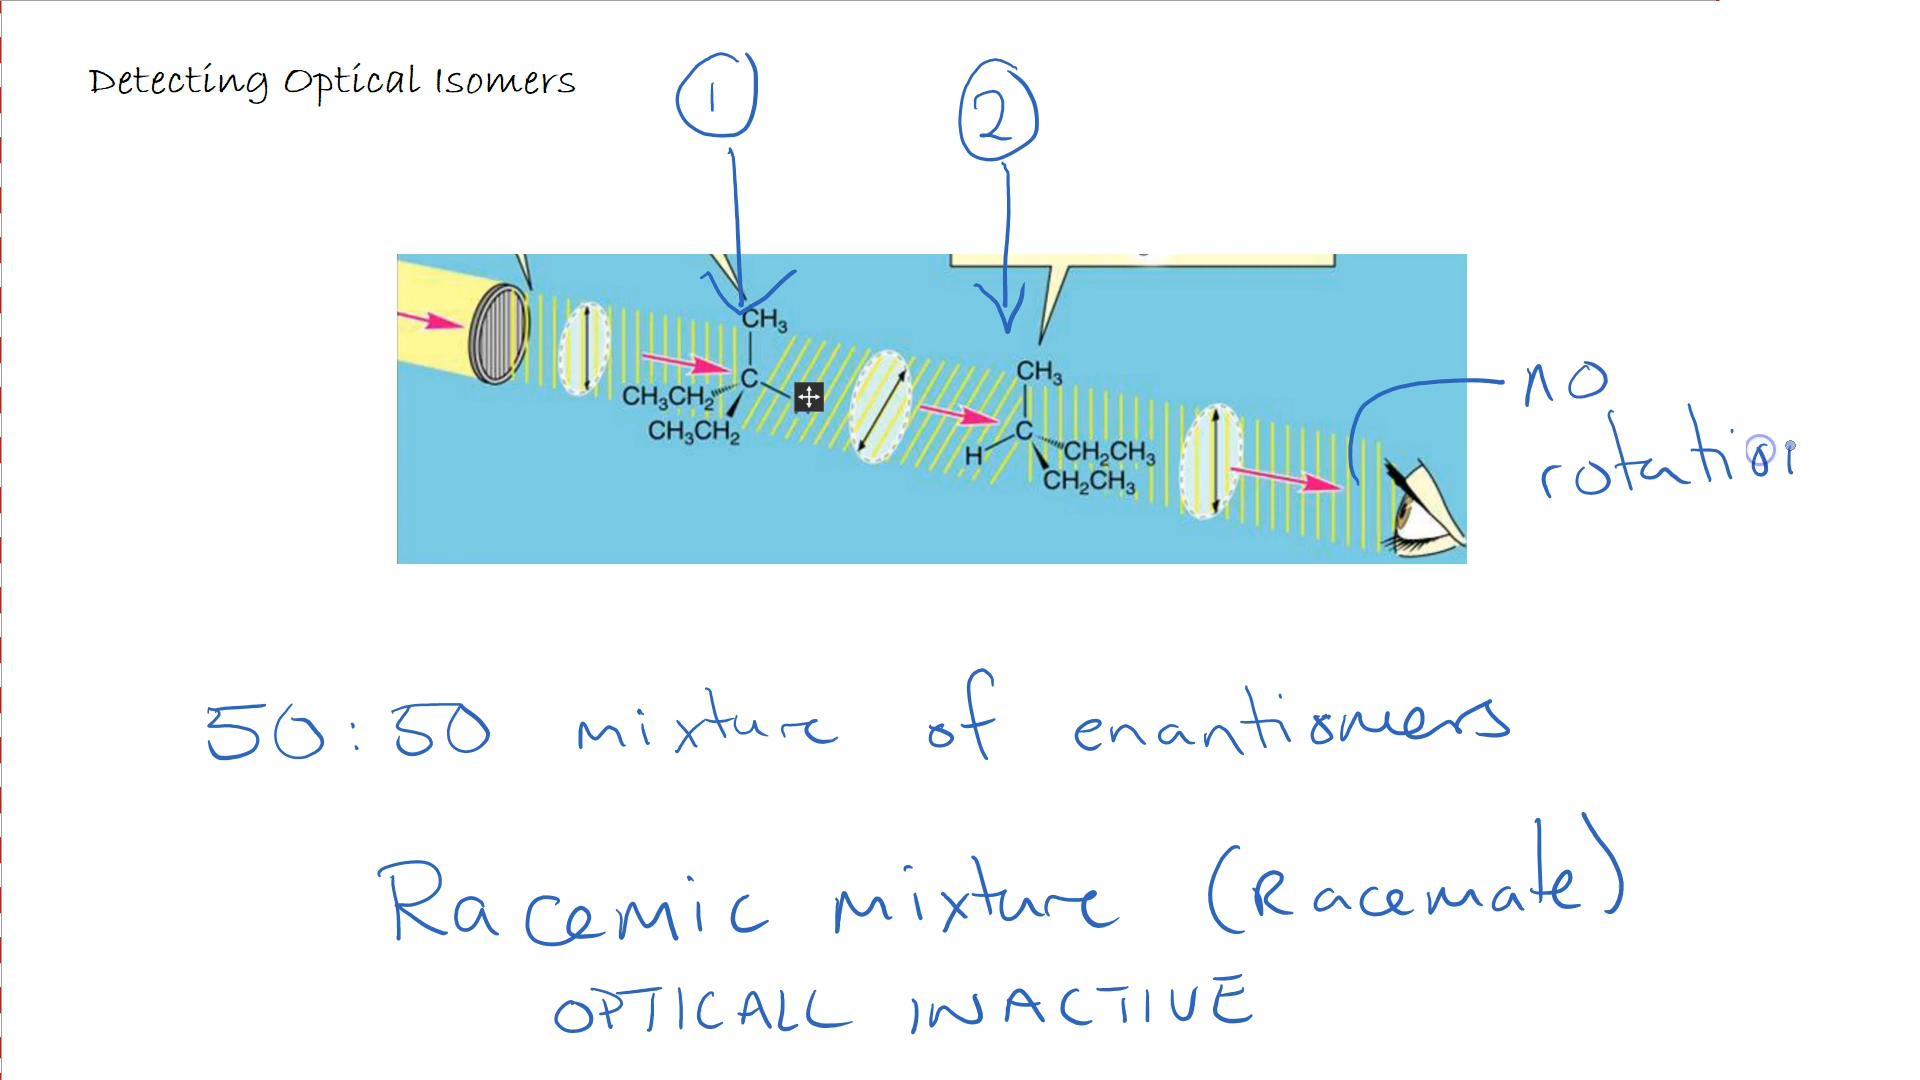 Detecting Optical Isomers
1
2
CH₃
C
CH₃CH₂
CH₃CH₂
CH₃
C
H
CH₂CH₃
CH₂CH₃
no
rotation
50:50 mixture of enantiomers
Racemic mixture (Racemate)
OPTICALL INACTIVE